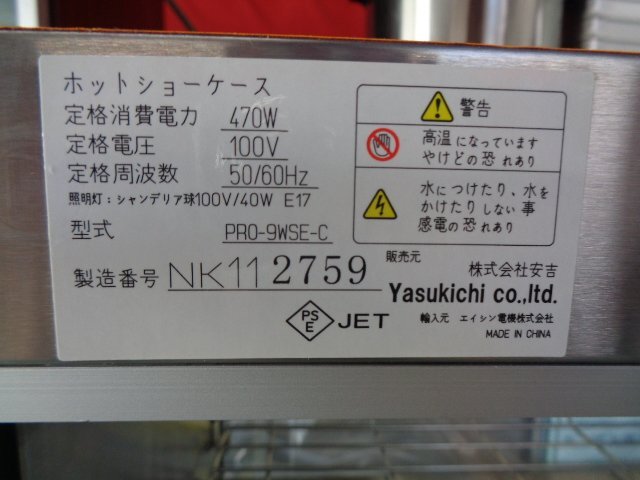 ホットショーケース
定格消費電力 470W
定格電圧 100V
定格周波数 50/60Hz
照明灯：シャンデリア球100V/40W E17
型式 PRO-9WSE-C
製造番号 NK11 2759
PS
E
JET
警告
高温になっています
やけどの恐れあり
水につけたり、水を
かけたりしない事
感電の恐れあり
販売元
株式会社安吉
Yasukichi co.,ltd.
輸入元 エイシン電機株式会社
MADE IN CHINA